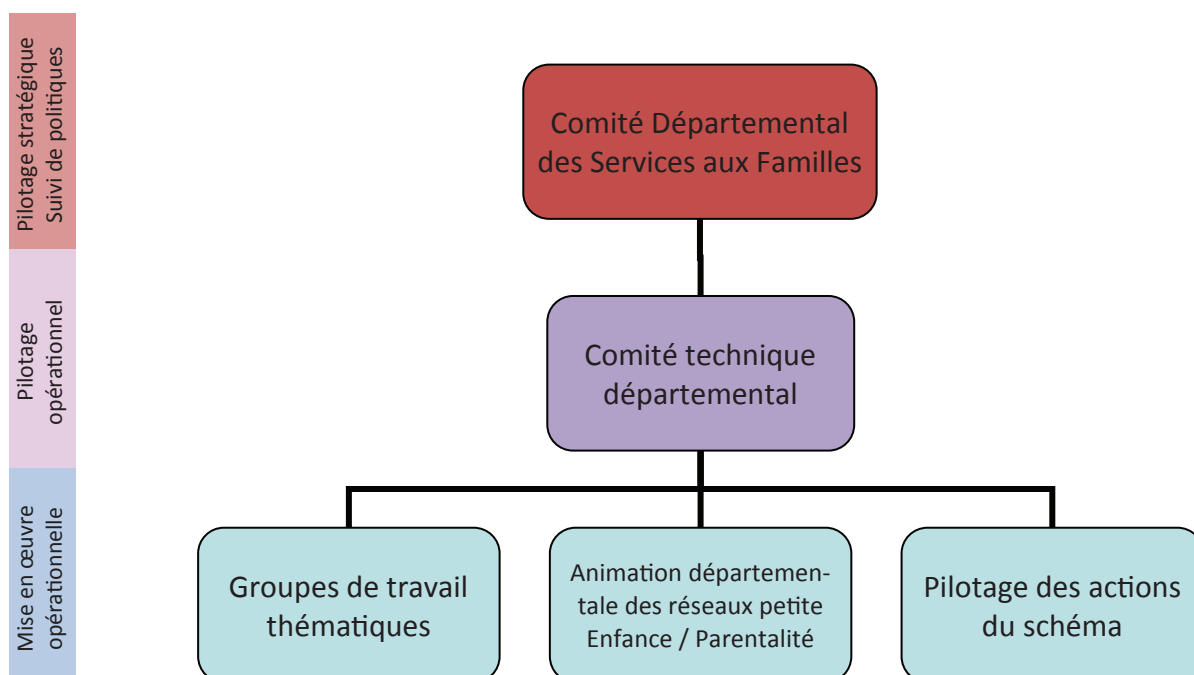 Pilotage stratégique
Suivi de politiques
Comité Départemental
des Services aux Familles
Pilotage
opérationnel
Comité technique
départemental
Mise en œuvre
opérationnelle
Groupes de travail
thématiques
Animation départemen-
tale des réseaux petite
Enfance / Parentalité
Pilotage des actions
du schéma